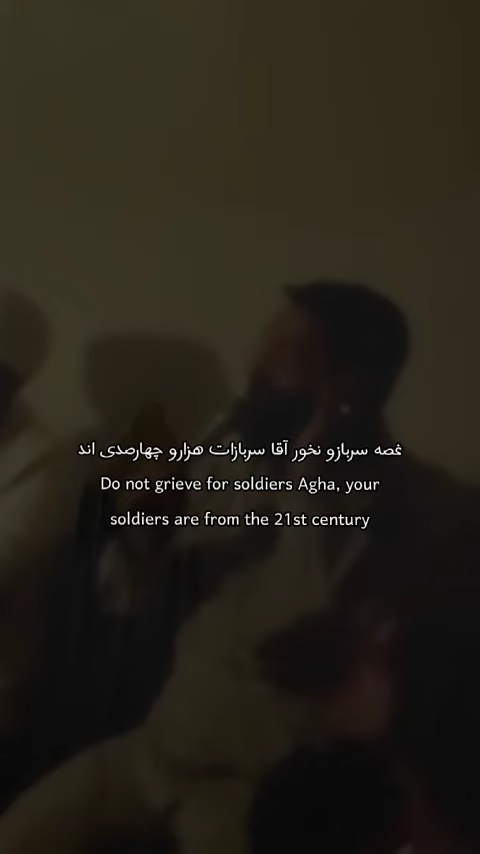 غصه سربازو نخور آقا سربازات هزارو چهارصدی اند
Do not grieve for soldiers Agha, your
soldiers are from the 21st century